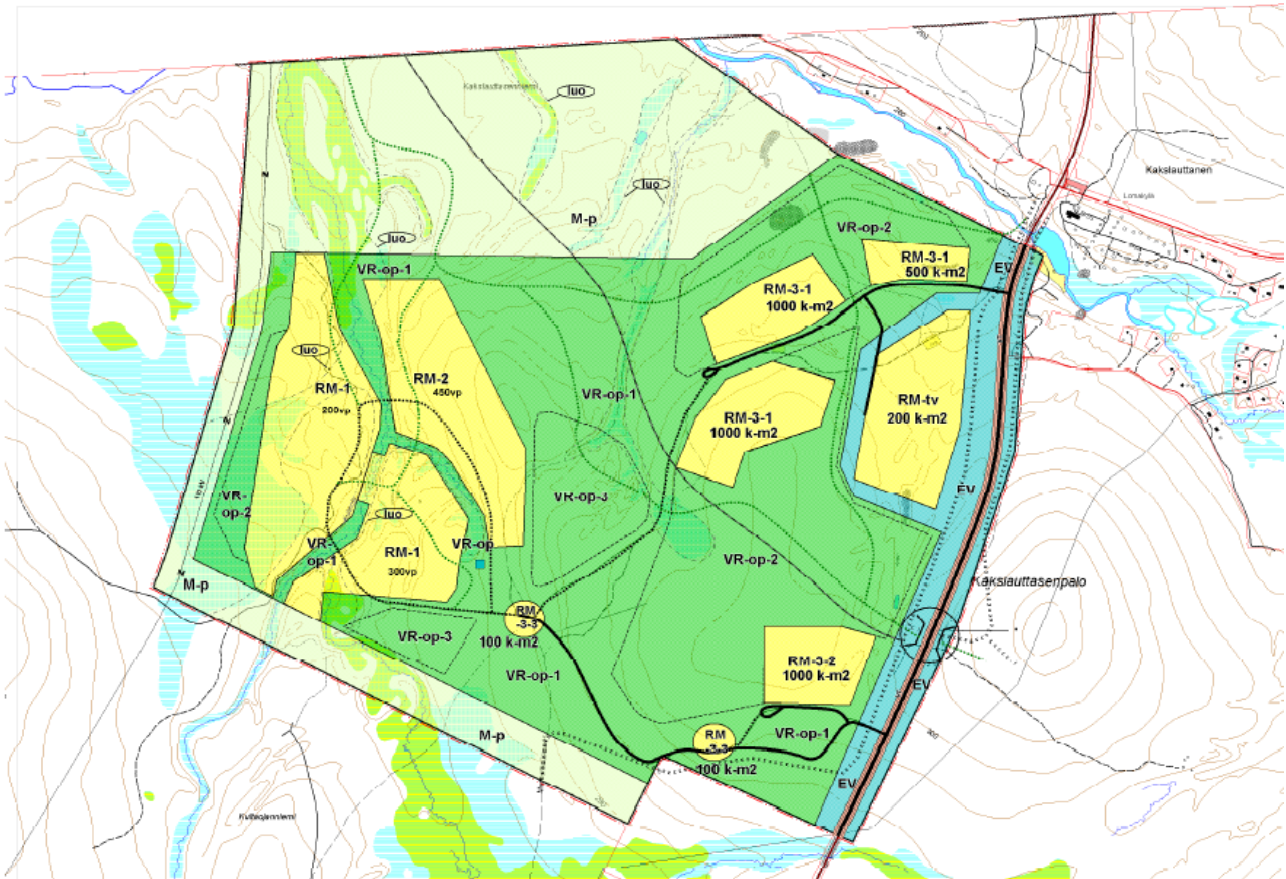 Kakslauttasenniemi
luo
luo
Kakslauttanen
Lomakylä
M-p
VR-op-2
luo
VR-op-1
RM-3-1
500 k-m2
EV
RM-3-1
1000 k-m2
luo
RM-1
200vp
RM-2
450vp
VR-op-1
RM-3-1
1000 k-m2
RM-tv
200 k-m2
EV
VR-
op-2
VR-op-3
luo
VR-
op-1
RM-1
300vp
VR-op
VR-op-2
M-p
Kakslauttasenpalo
RM
-3-3
100 k-m2
VR-op-3
VR-op-1
RM-3-2
1000 k-m2
EV
M-p
RM
-3-3
100 k-m2
VR-op-1
EV
300